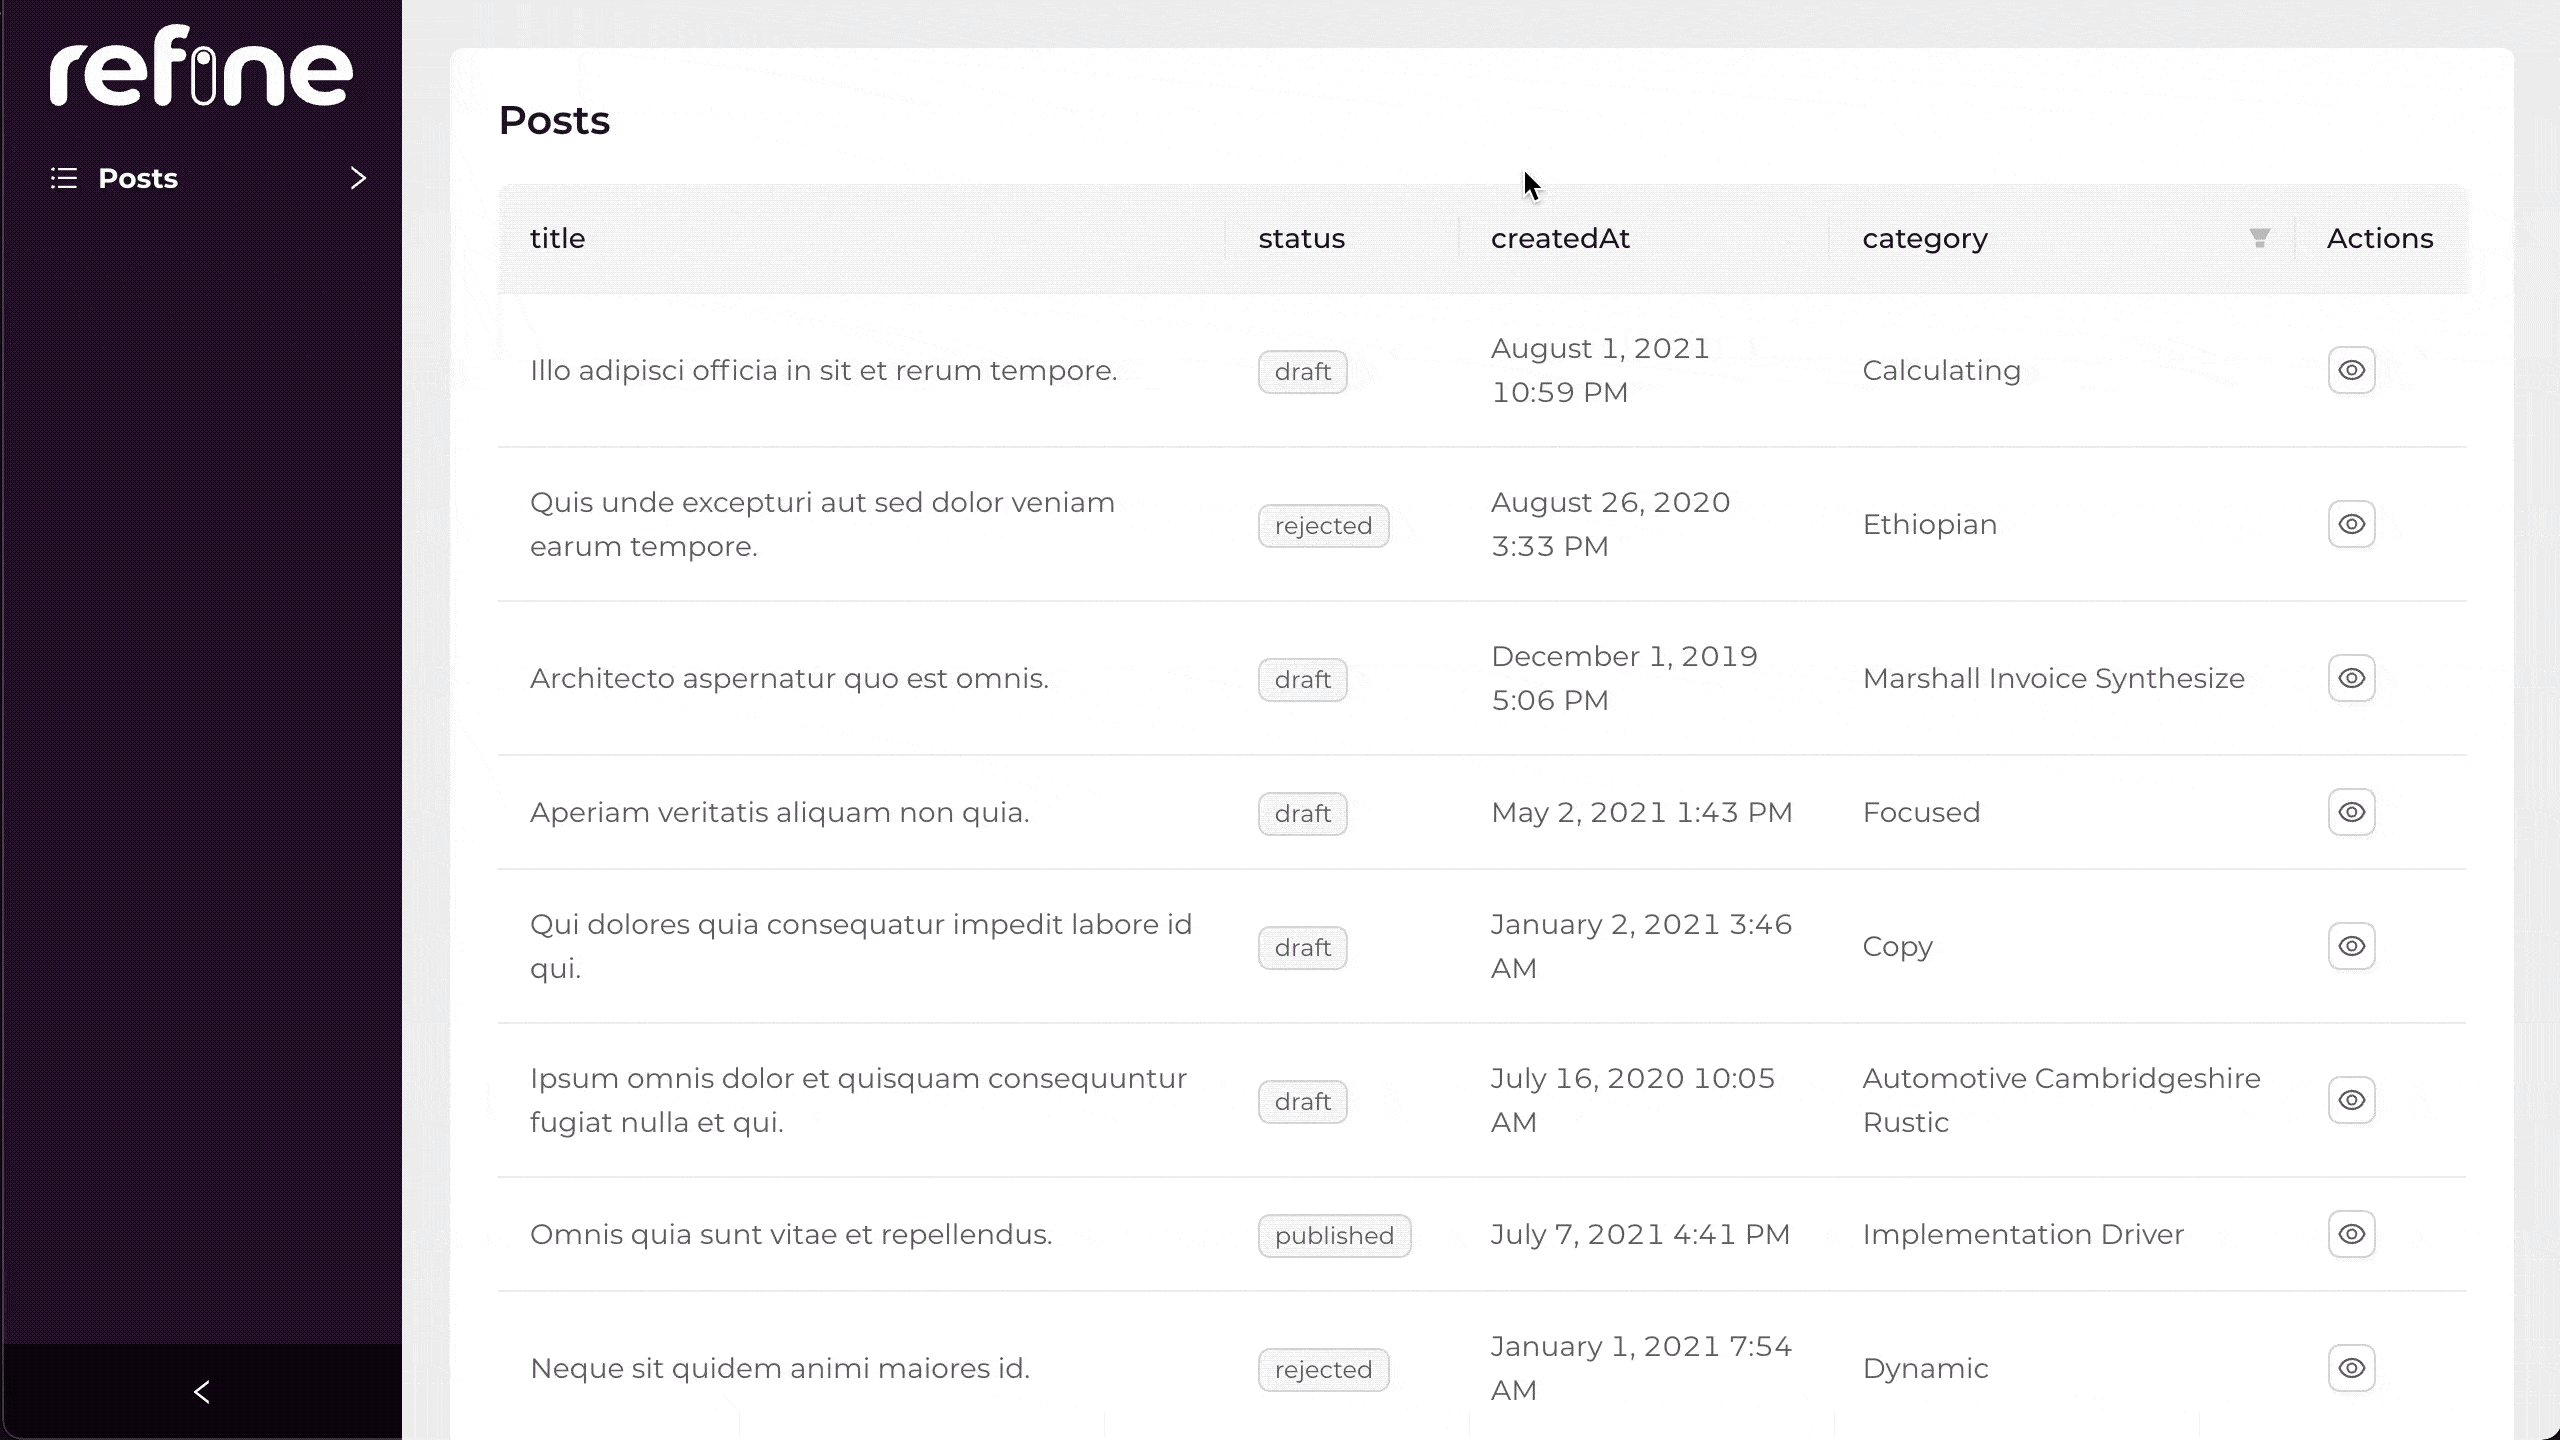 refine
Posts
Posts
title status createdAt category Actions
Illo adipisci officia in sit et rerum tempore. draft August 1, 2021 Calculating
10:59 PM
Quis unde excepturi aut sed dolor veniam rejected August 26, 2020 Ethiopian
earum tempore. 3:33 PM
Architecto aspernatur quo est omnis. draft December 1, 2019 Marshall Invoice Synthesize
5:06 PM
Aperiam veritatis aliquam non quia. draft May 2, 2021 1:43 PM Focused
Qui dolores quia consequatur impedit labore id draft January 2, 2021 3:46 Copy
qui. AM
Ipsum omnis dolor et quisquam consequuntur draft July 16, 2020 10:05 Automotive Cambridgeshire
fugiat nulla et qui. AM Rustic
Omnis quia sunt vitae et repellendus. published July 7, 2021 4:41 PM Implementation Driver
Neque sit quidem animi maiores id. rejected January 1, 2021 7:54 Dynamic
AM